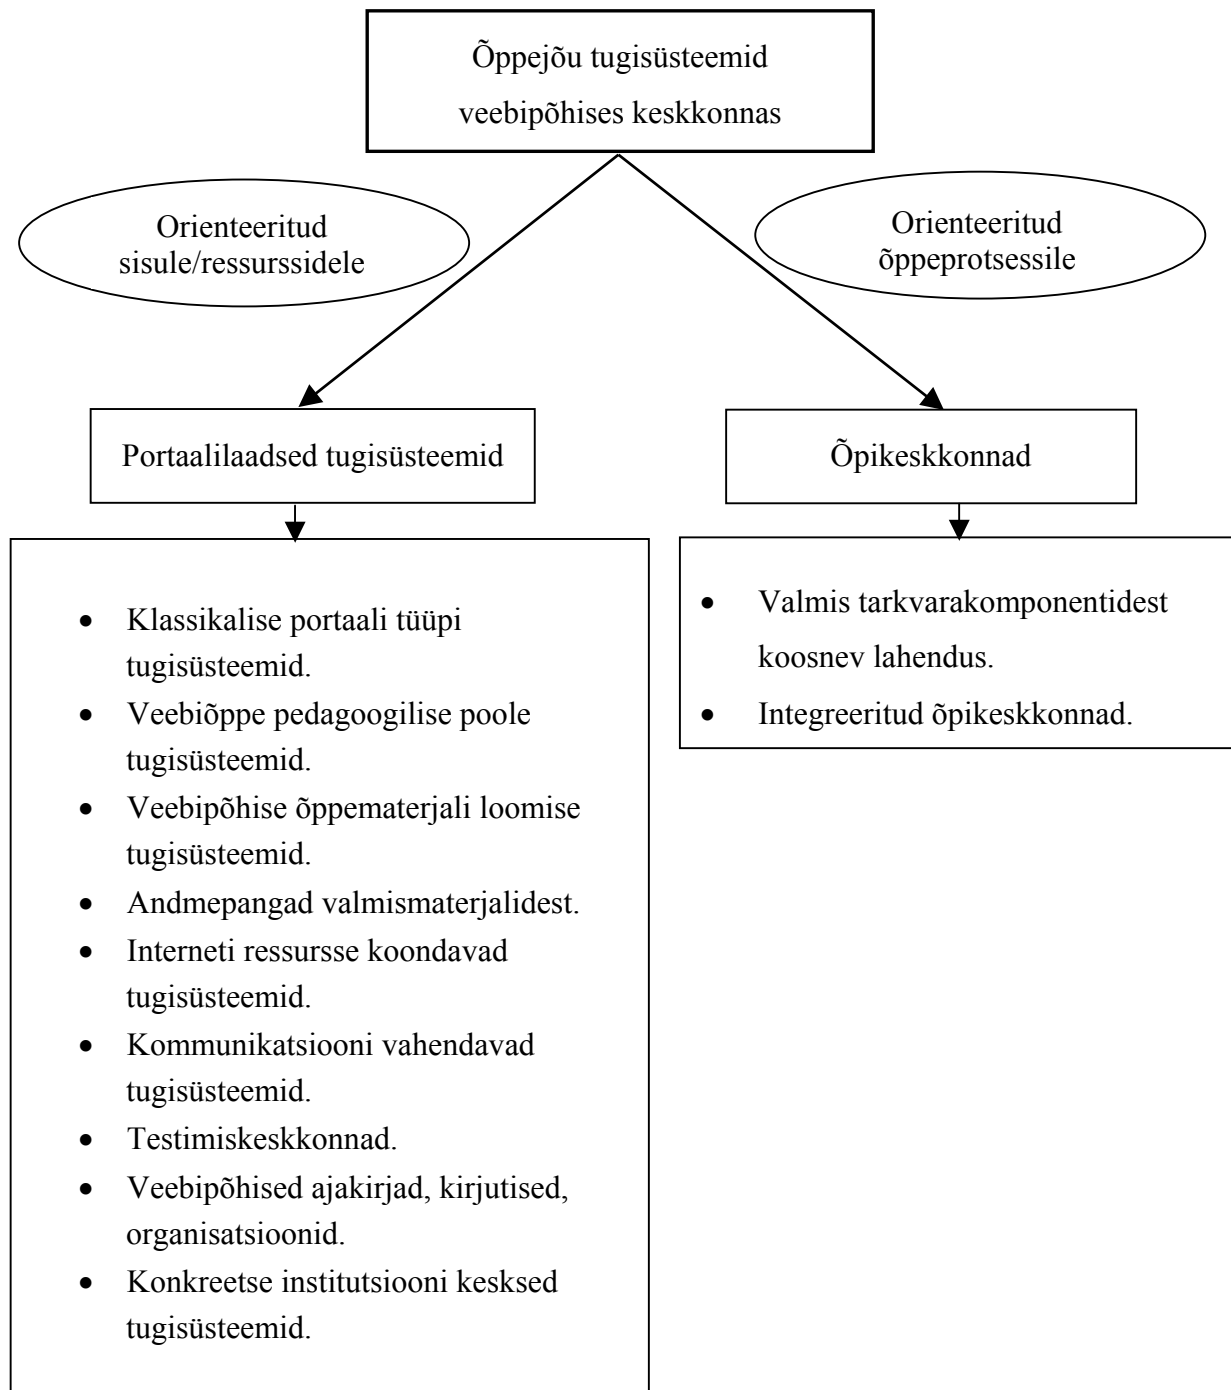 Õppejõu tugisüsteemid
veebipõhises keskkonnas
Orienteeritud
sisule/ressurssidele
Orienteeritud
õppeprotsessile
Portaalilaadsed tugisüsteemid
Õpikeskkonnad
• Klassikalise portaali tüüpi
tugisüsteemid.
• Veebiõppe pedagoogilise poole
tugisüsteemid.
• Veebipõhise õppematerjali loomise
tugisüsteemid.
• Andmepangad valmismaterjalidest.
• Interneti ressursse koondavad
tugisüsteemid.
• Kommunikatsiooni vahendavad
tugisüsteemid.
• Testimiskeskkonnad.
• Veebipõhised ajakirjad, kirjutised,
organisatsioonid.
• Konkreetse institutsiooni kesksed
tugisüsteemid.
• Valmis tarkvarakomponentidest
koosnev lahendus.
• Integreeritud õpikeskkonnad.